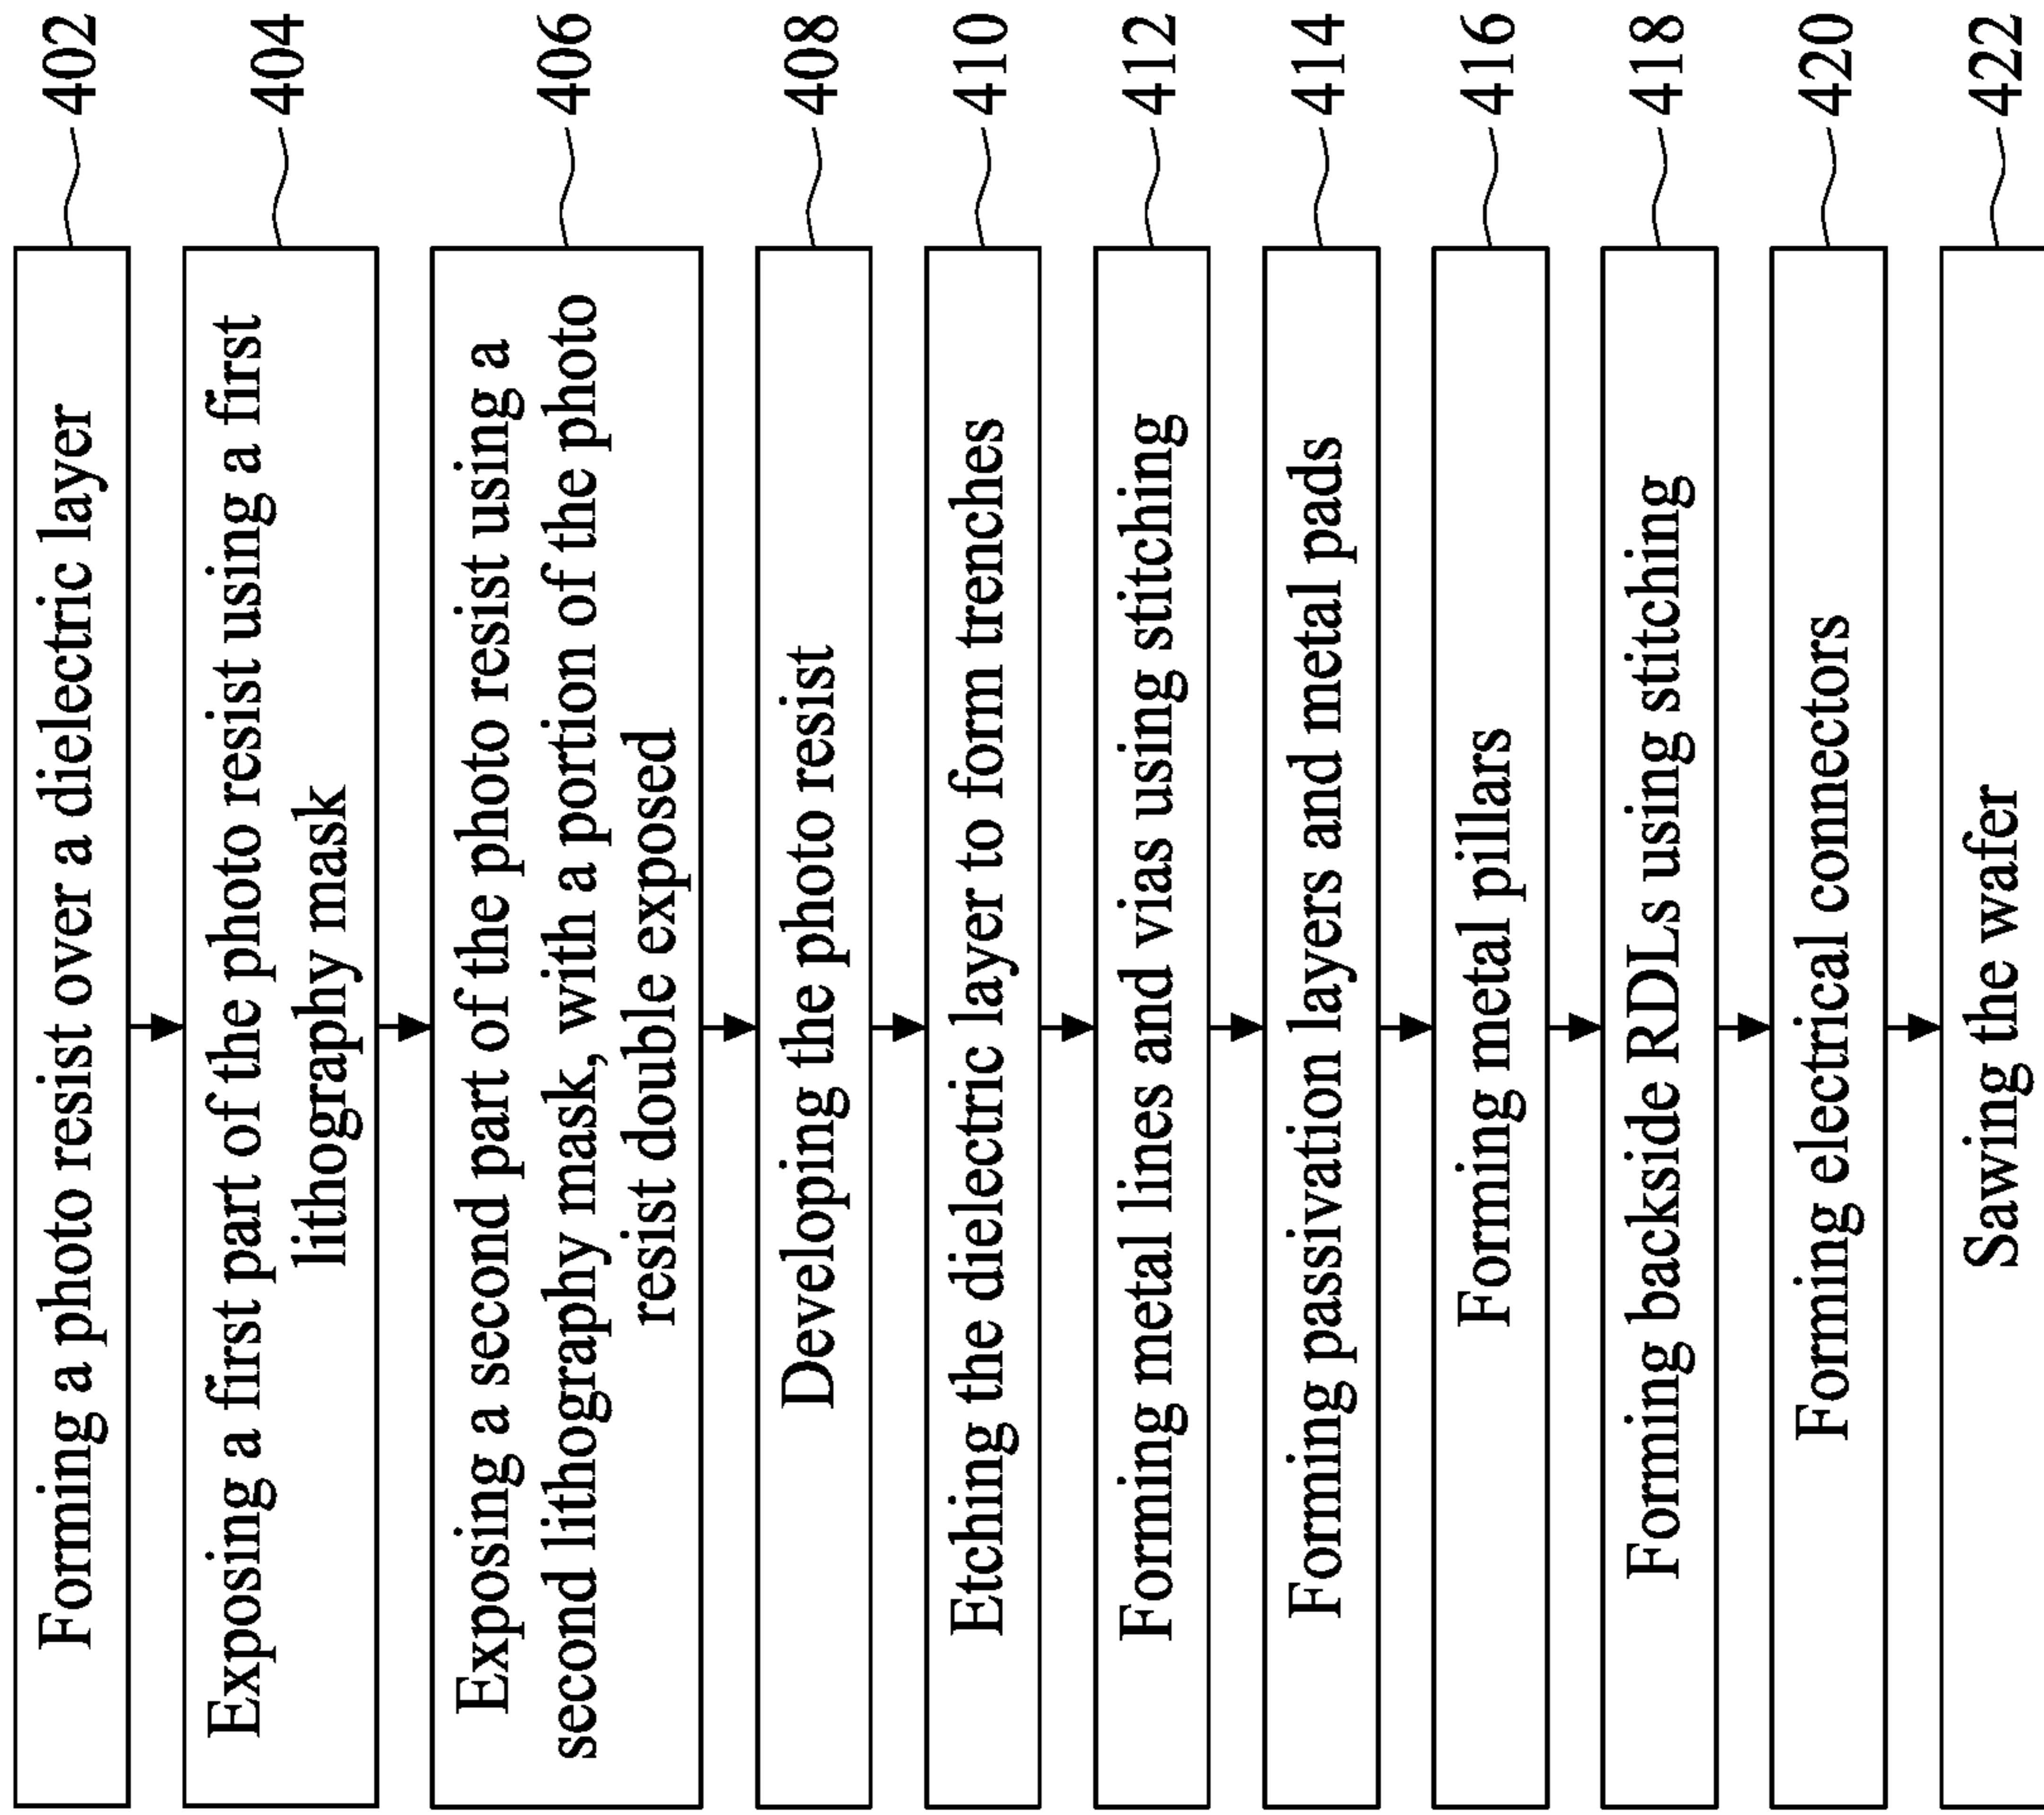 Forming a photo resist over a dielectric layer 402
Exposing a first part of the photo resist using a first
lithography mask 404
Exposing a second part of the photo resist using a
second lithography mask, with a portion of the photo
resist double exposed 406
Developing the photo resist 408
Etching the dielectric layer to form trenches 410
Forming metal lines and vias using stitching 412
Forming passivation layers and metal pads 414
Forming metal pillars 416
Forming backside RDLs using stitching 418
Forming electrical connectors 420
Sawing the wafer 422